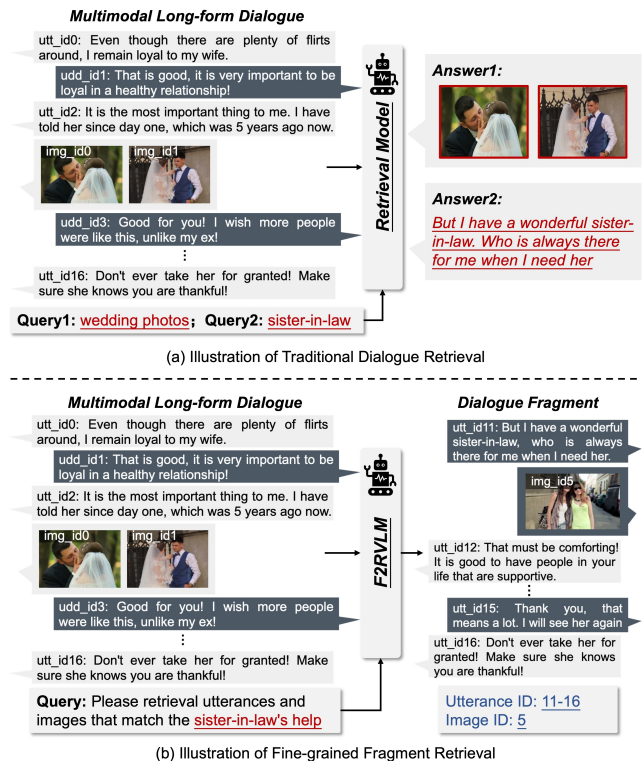 Multimodal Long-form Dialogue
utt_id0: Even though there are plenty of flirts
around, I remain loyal to my wife.
udd_id1: That is good, it is very important to be
loyal in a healthy relationship!
utt_id2: It is the most important thing to me. I have
told her since day one, which was 5 years ago now.
img_id0
img_id1
udd_id3: Good for you! I wish more people
were like this, unlike my ex!
utt_id16: Don't ever take her for granted! Make
sure she knows you are thankful!
Query1: wedding photos; Query2: sister-in-law
Retrieval Model
Answer1:
Answer2:
But I have a wonderful sister-
in-law. Who is always there
for me when I need her
(a) Illustration of Traditional Dialogue Retrieval
Multimodal Long-form Dialogue
utt_id0: Even though there are plenty of flirts
around, I remain loyal to my wife.
udd_id1: That is good, it is very important to be
loyal in a healthy relationship!
utt_id2: It is the most important thing to me. I have
told her since day one, which was 5 years ago now.
img_id0
img_id1
udd_id3: Good for you! I wish more people
were like this, unlike my ex!
utt_id16: Don't ever take her for granted! Make
sure she knows you are thankful!
Query: Please retrieval utterances and
images that match the sister-in-law's help
F2RVLM
Dialogue Fragment
utt_id11: But I have a wonderful
sister-in-law, who is always
there for me when I need her.
img_id5
utt_id12: That must be comforting!
It is good to have people in your
life that are supportive.
utt_id15: Thank you, that
means a lot. I will see her again
utt_id16: Don't ever take her for
granted! Make sure she knows
you are thankful!
Utterance ID: 11-16
Image ID: 5
(b) Illustration of Fine-grained Fragment Retrieval